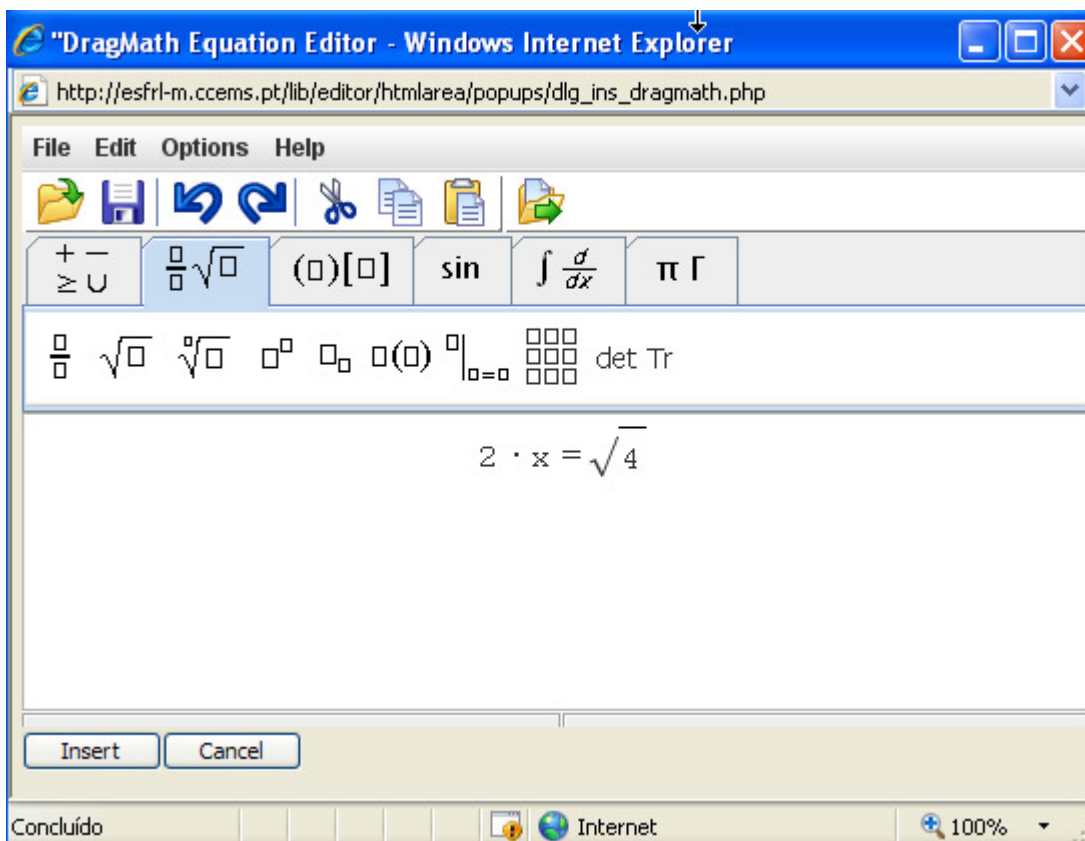 "DragMath Equation Editor - Windows Internet Explorer
http://esfrl-m.ccems.pt/lib/editor/htmlarea/popups/dlg_ins_dragmath.php
File Edit Options Help
+ − ≥ ∪ □/□ √□ (□)[□] sin ∫ d/dx π Γ
□/□ √□ ⁿ√□ □^□ □_□ □(□) □|□=□ det Tr
2 · x = √4
Insert Cancel
Concluído Internet 100%